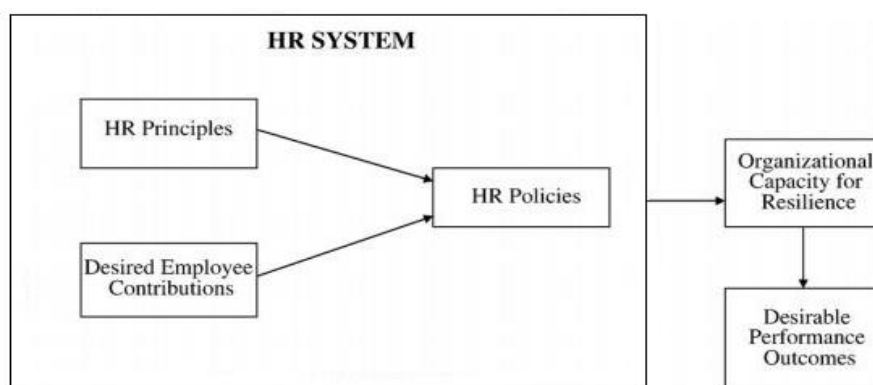 HR SYSTEM
HR Principles
HR Policies
Desired Employee
Contributions
Organizational
Capacity for
Resilience
Desirable
Performance
Outcomes